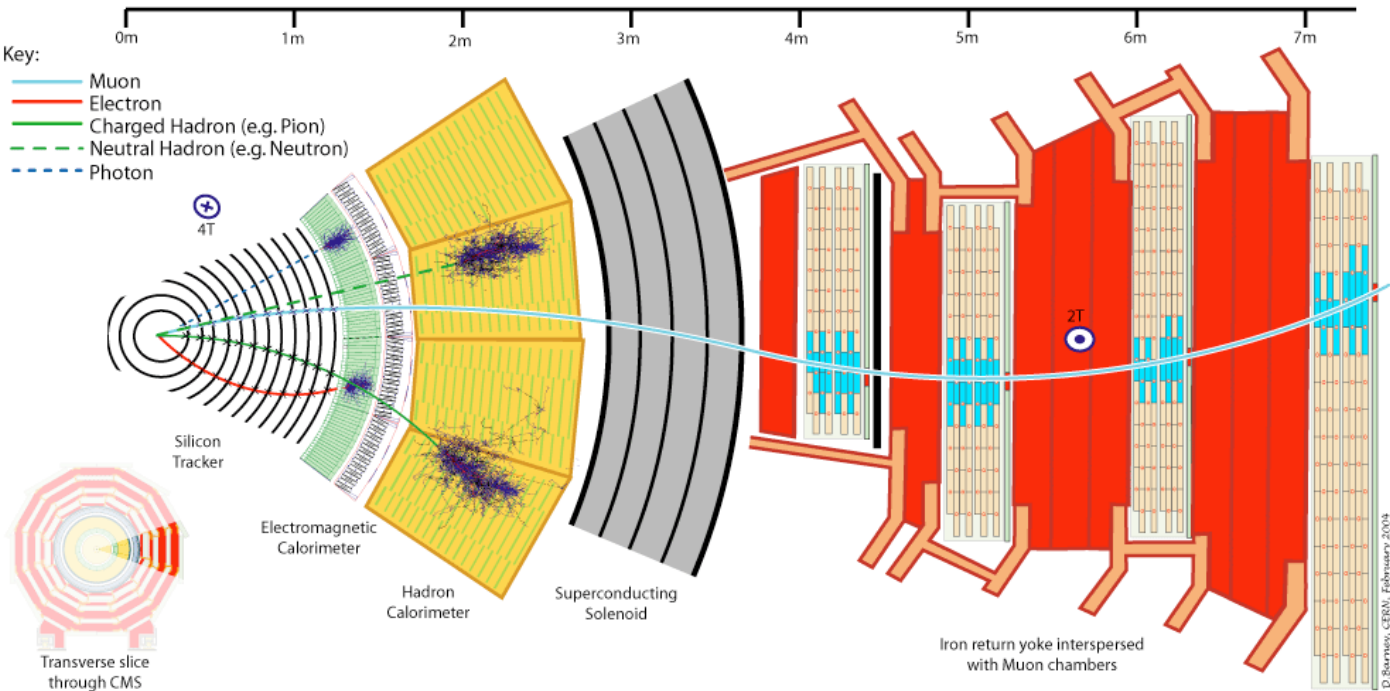 0m 1m 2m 3m 4m 5m 6m 7m
Key:
Muon
Electron
Charged Hadron (e.g. Pion)
Neutral Hadron (e.g. Neutron)
Photon
4T
2T
Silicon
Tracker
Electromagnetic
Calorimeter
Hadron
Calorimeter
Superconducting
Solenoid
Iron return yoke interspersed
with Muon chambers
Transverse slice
through CMS
D. Barney, CERN, February 2004